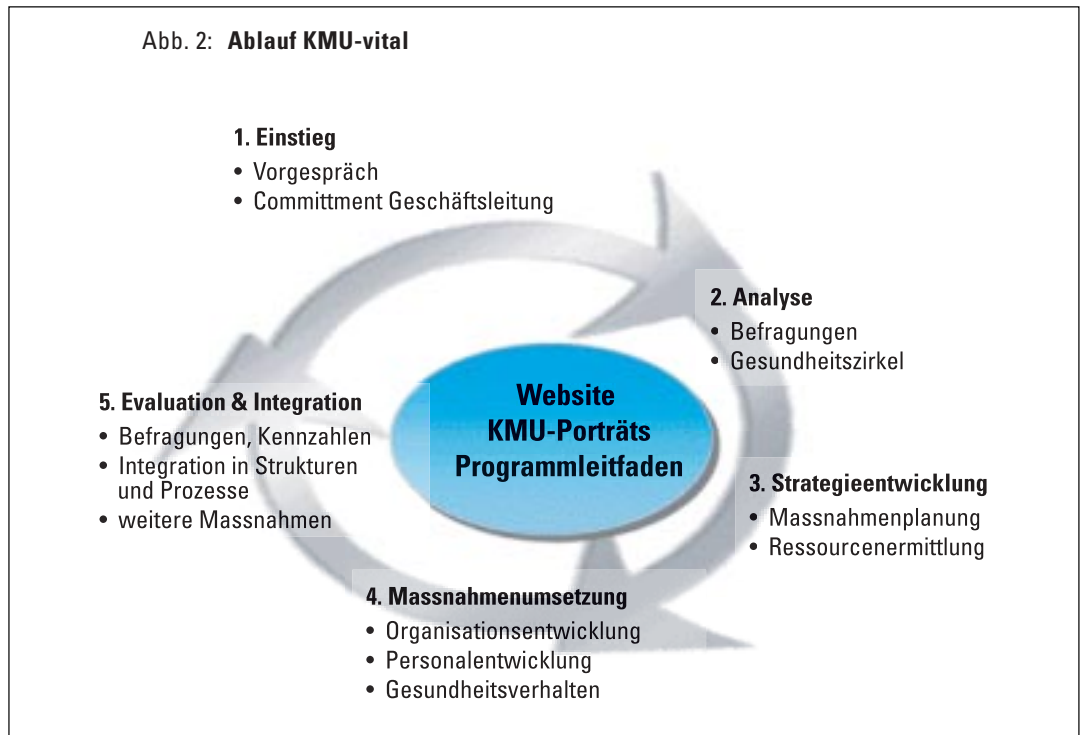 Abb. 2: Ablauf KMU-vital
1. Einstieg
• Vorgespräch
• Committment Geschäftsleitung
2. Analyse
• Befragungen
• Gesundheitszirkel
Website
KMU-Porträts
Programmleitfaden
3. Strategieentwicklung
• Massnahmenplanung
• Ressourcenermittlung
4. Massnahmenumsetzung
• Organisationsentwicklung
• Personalentwicklung
• Gesundheitsverhalten
5. Evaluation & Integration
• Befragungen, Kennzahlen
• Integration in Strukturen
und Prozesse
• weitere Massnahmen